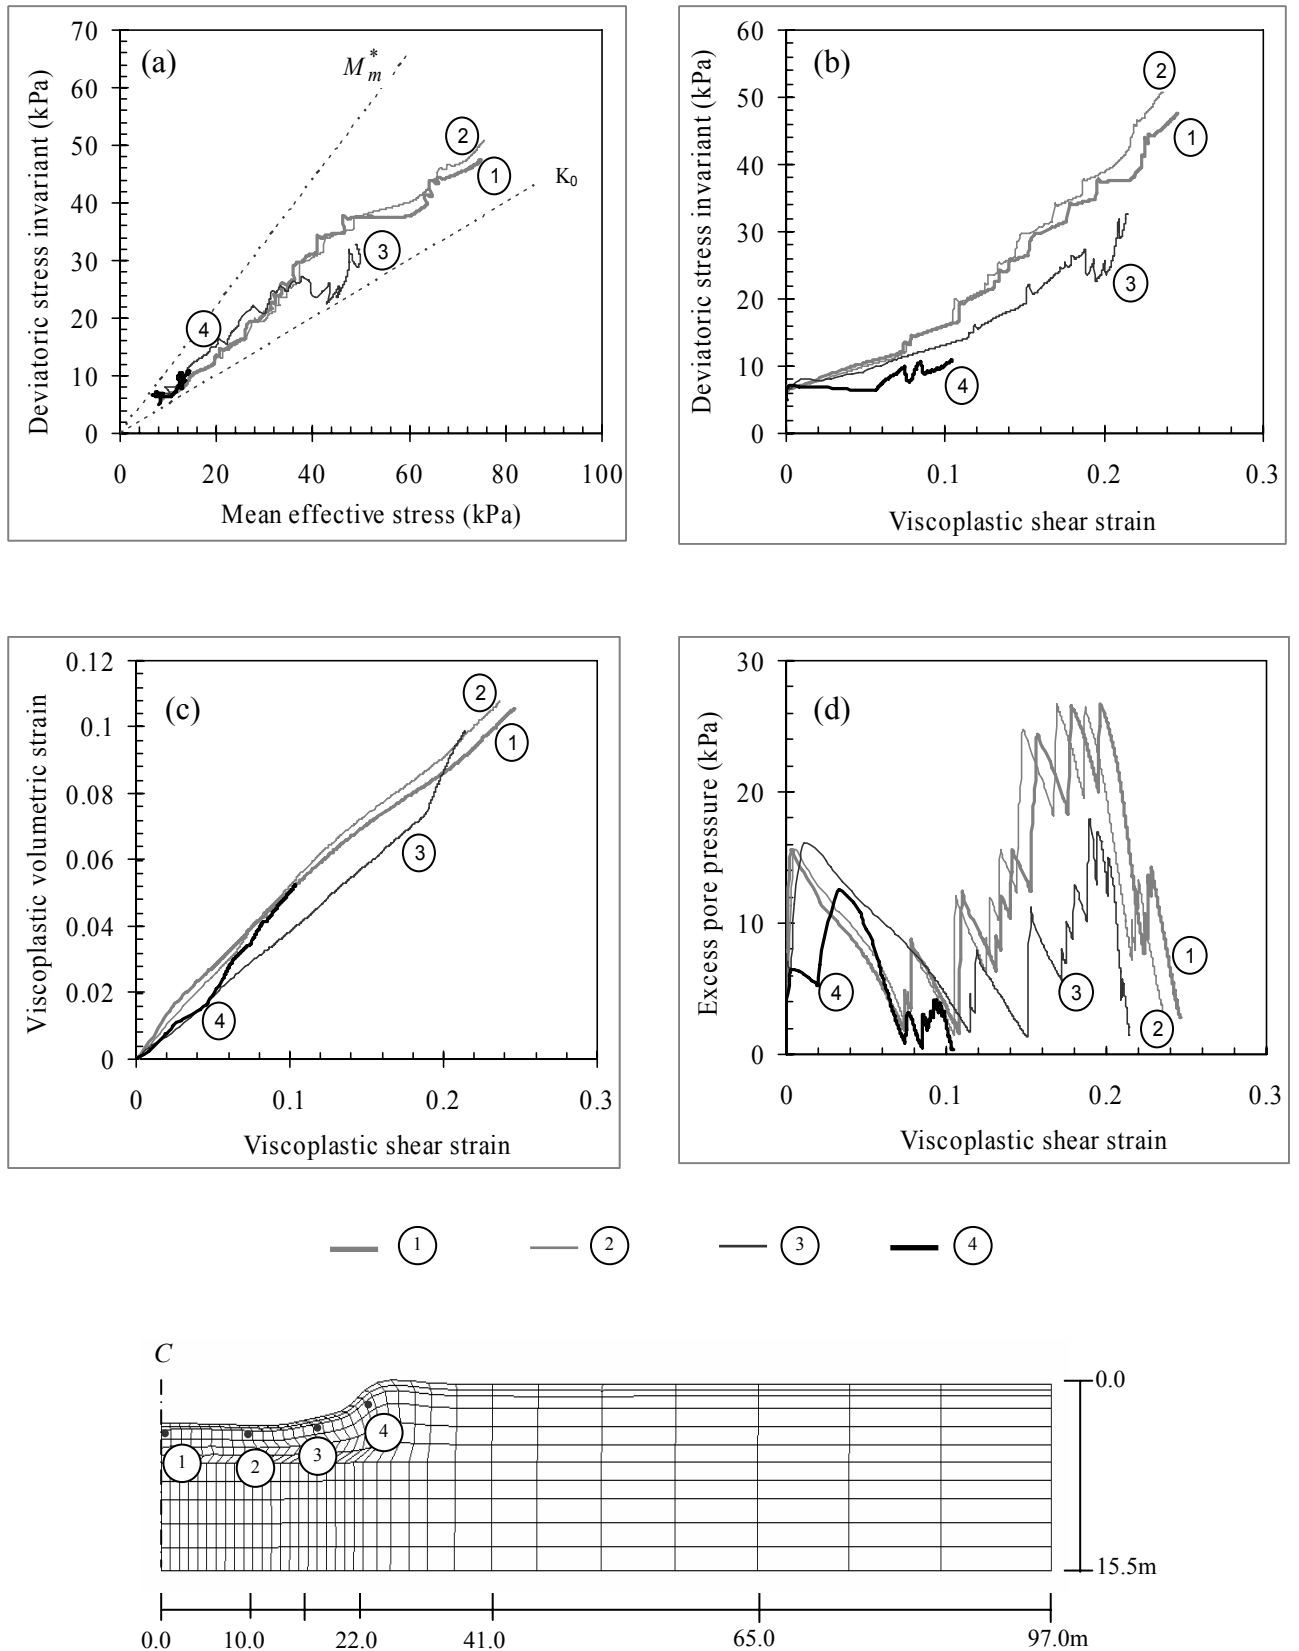 (a)
M*m
K₀
1
2
3
4
Deviatoric stress invariant (kPa)
70
60
50
40
30
20
10
0
0 20 40 60 80 100
Mean effective stress (kPa)
(b)
2
1
3
4
Deviatoric stress invariant (kPa)
60
50
40
30
20
10
0
0 0.1 0.2 0.3
Viscoplastic shear strain
(c)
2
1
3
4
Viscoplastic volumetric strain
0.12
0.1
0.08
0.06
0.04
0.02
0
0 0.1 0.2 0.3
Viscoplastic shear strain
(d)
4
3
1
2
Excess pore pressure (kPa)
30
20
10
0
0 0.1 0.2 0.3
Viscoplastic shear strain
1 2 3 4
C
0.0
1 2 3 4
15.5m
0.0 10.0 22.0 41.0 65.0 97.0m